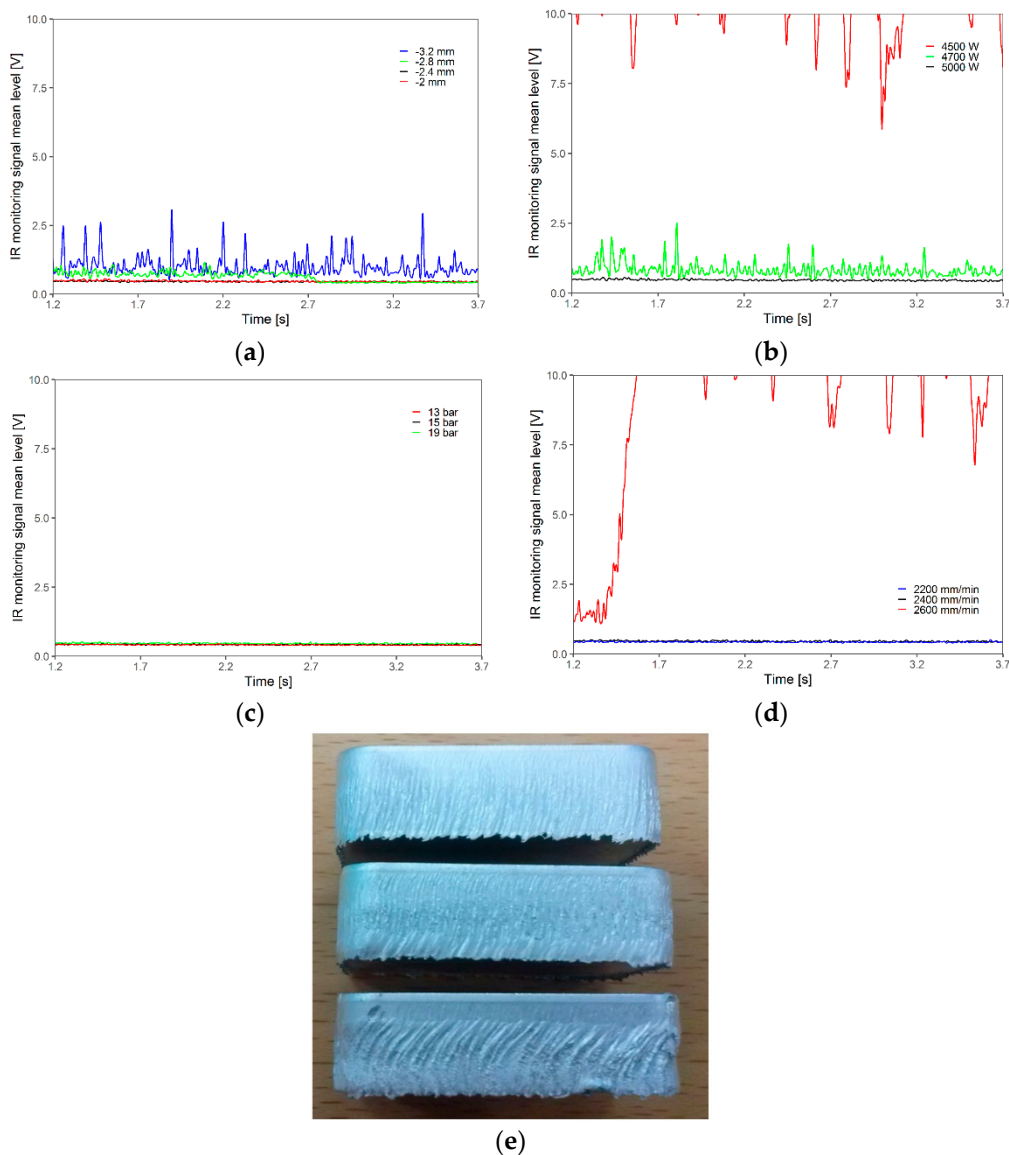 10.0
7.5
5.0
2.5
0.0
IR monitoring signal mean level [V]
-3.2 mm
-2.8 mm
-2.4 mm
-2 mm
1.2 1.7 2.2 2.7 3.2 3.7
Time [s]
(a)
10.0
7.5
5.0
2.5
0.0
IR monitoring signal mean level [V]
4500 W
4700 W
5000 W
1.2 1.7 2.2 2.7 3.2 3.7
Time [s]
(b)
10.0
7.5
5.0
2.5
0.0
IR monitoring signal mean level [V]
13 bar
15 bar
19 bar
1.2 1.7 2.2 2.7 3.2 3.7
Time [s]
(c)
10.0
7.5
5.0
2.5
0.0
IR monitoring signal mean level [V]
2200 mm/min
2400 mm/min
2600 mm/min
1.2 1.7 2.2 2.7 3.2 3.7
Time [s]
(d)
(e)